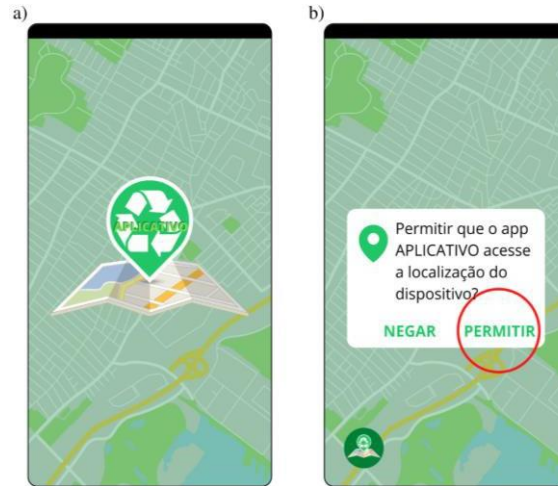 a)
b)
APLICATIVO
Permitir que o app
APLICATIVO acesse
a localização do
dispositivo?
NEGAR PERMITIR